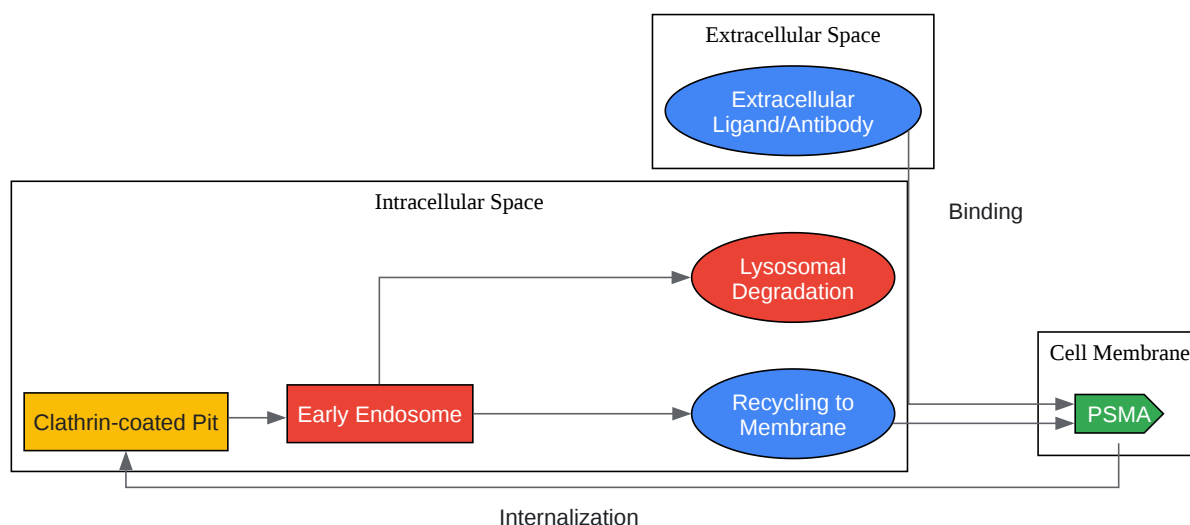 Extracellular Space
Extracellular
Ligand/Antibody
Intracellular Space
Binding
Lysosomal
Degradation
Cell Membrane
Clathrin-coated Pit
Early Endosome
Recycling to
Membrane
PSMA
Internalization